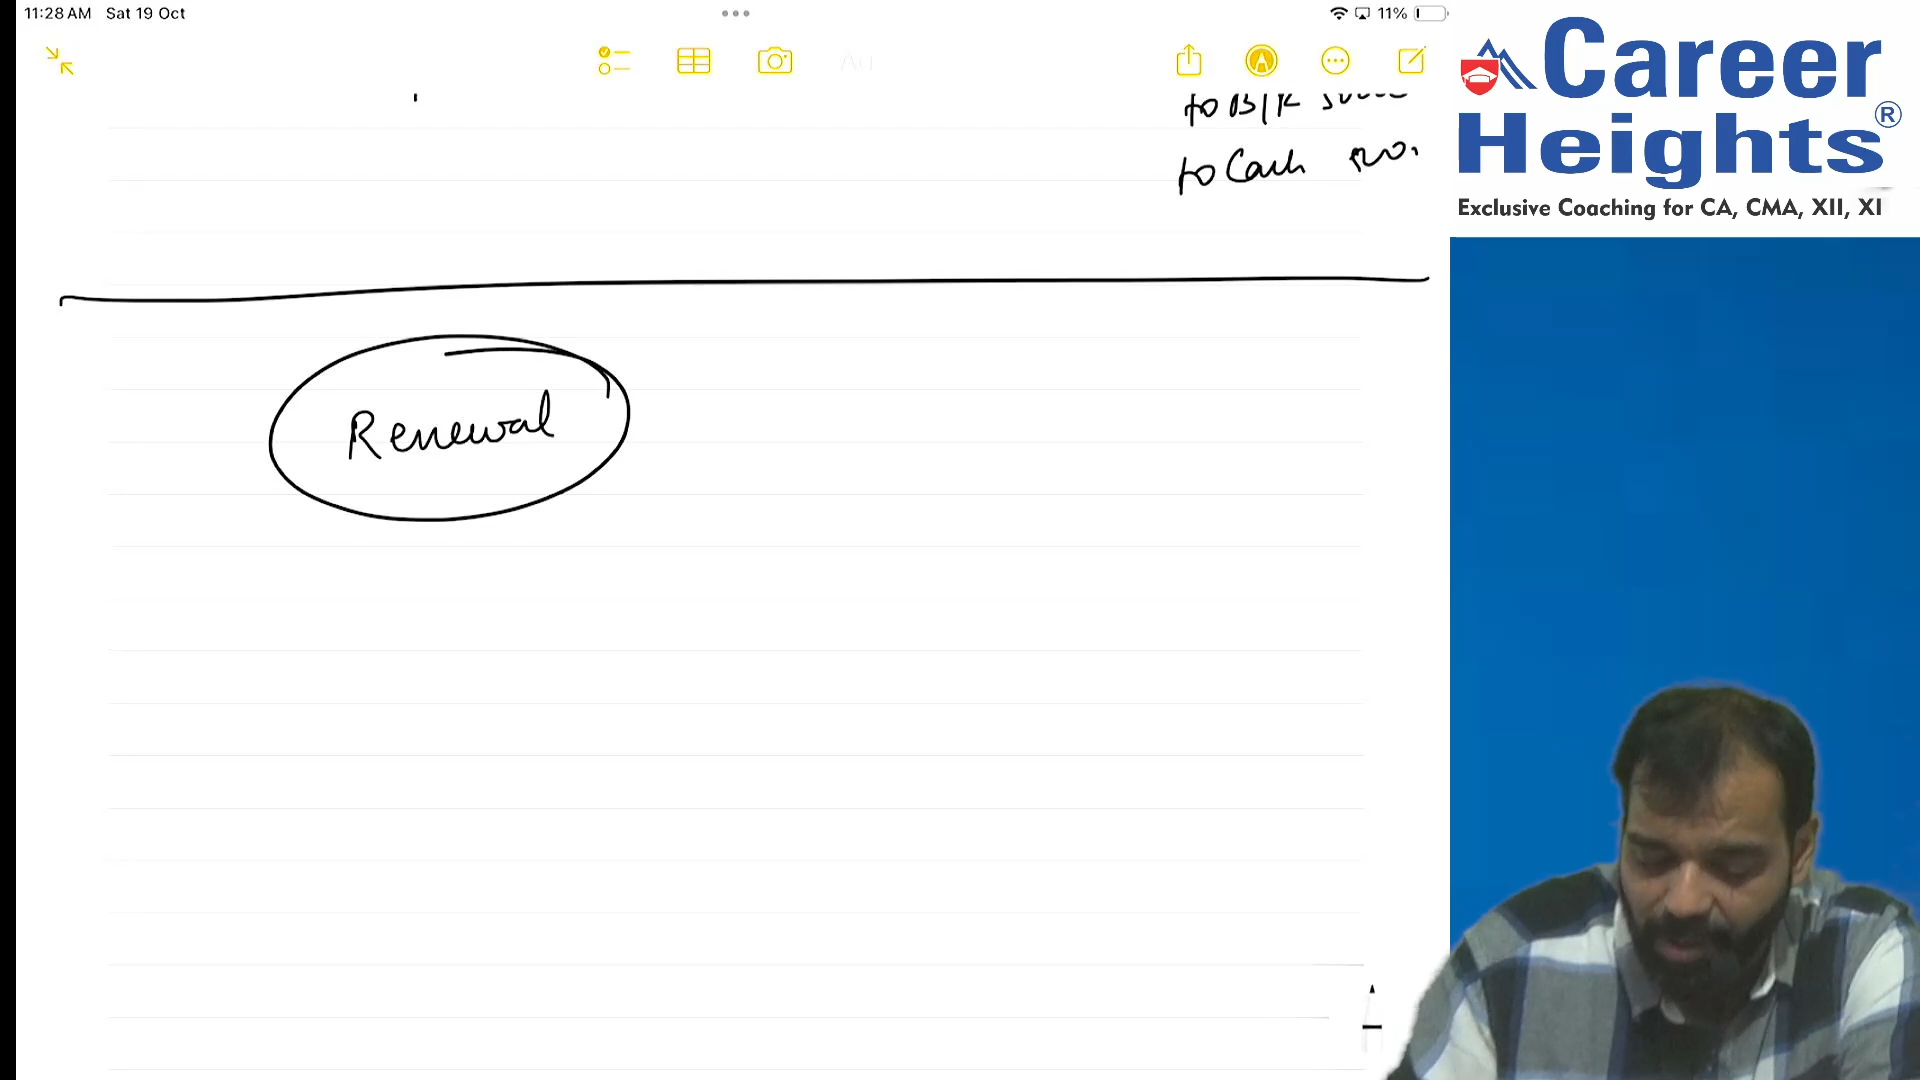 11:28 AM Sat 19 Oct
11%
Career
Heights®
Exclusive Coaching for CA, CMA, XII, XI
to B/R
to Cash
Renewal